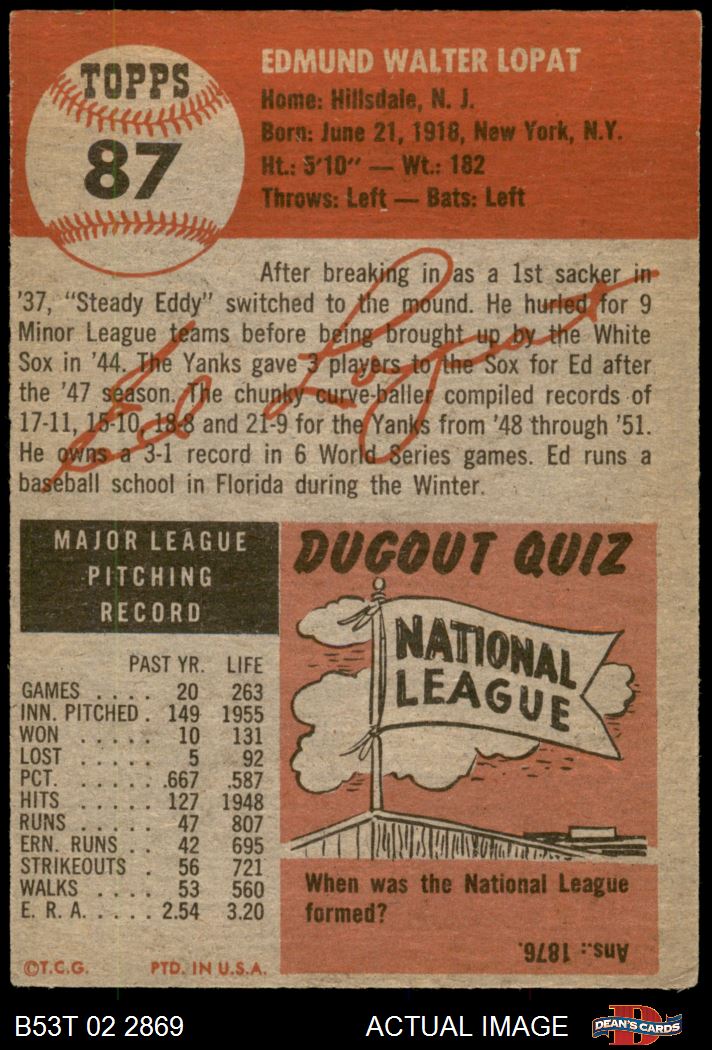 TOPPS
87
EDMUND WALTER LOPAT
Home: Hillsdale, N. J.
Born: June 21, 1918, New York, N.Y.
Ht.: 5'10" — Wt.: 182
Throws: Left — Bats: Left
After breaking in as a 1st sacker in
'37, "Steady Eddy" switched to the mound. He hurled for 9
Minor League teams before being brought up by the White
Sox in '44. The Yanks gave 3 players to the Sox for Ed after
the '47 season. The chunky curve-baller compiled records of
17-11, 15-10, 18-8 and 21-9 for the Yanks from '48 through '51.
He owns a 3-1 record in 6 World Series games. Ed runs a
baseball school in Florida during the Winter.
Ed Lopat
MAJOR LEAGUE
PITCHING
RECORD
PAST YR. LIFE
GAMES . . . . 20 263
INN. PITCHED . 149 1955
WON . . . . . 10 131
LOST . . . . . 5 92
PCT. . . . . . .667 .587
HITS . . . . . 127 1948
RUNS . . . . . 47 807
ERN. RUNS . . 42 695
STRIKEOUTS . 56 721
WALKS . . . . 53 560
E. R. A. . . . . 2.54 3.20
©T.C.G. PTD. IN U.S.A.
DUGOUT QUIZ
NATIONAL
LEAGUE
When was the National League
formed?
Ans.: 1876.
B53T 02 2869 ACTUAL IMAGE
D
DEAN'S CARDS